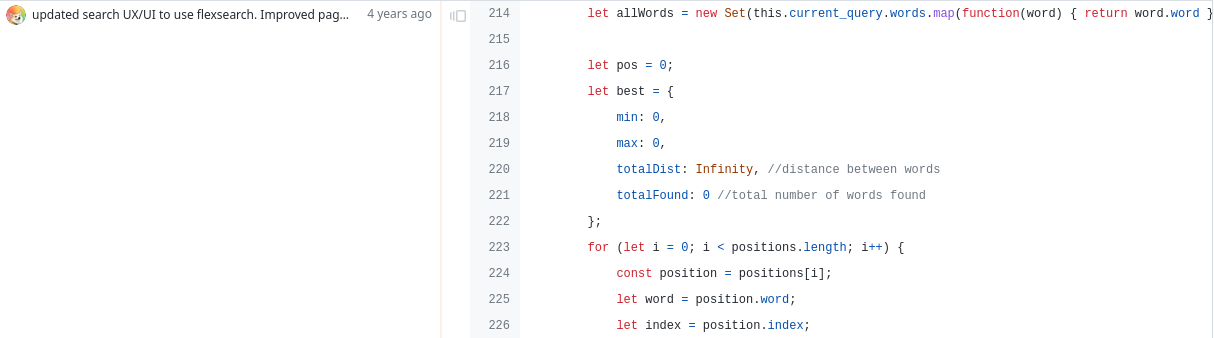 updated search UX/UI to use flexsearch. Improved pag... 4 years ago
214 let allWords = new Set(this.current_query.words.map(function(word) { return word.word }
215
216 let pos = 0;
217 let best = {
218 min: 0,
219 max: 0,
220 totalDist: Infinity, //distance between words
221 totalFound: 0 //total number of words found
222 };
223 for (let i = 0; i < positions.length; i++) {
224 const position = positions[i];
225 let word = position.word;
226 let index = position.index;